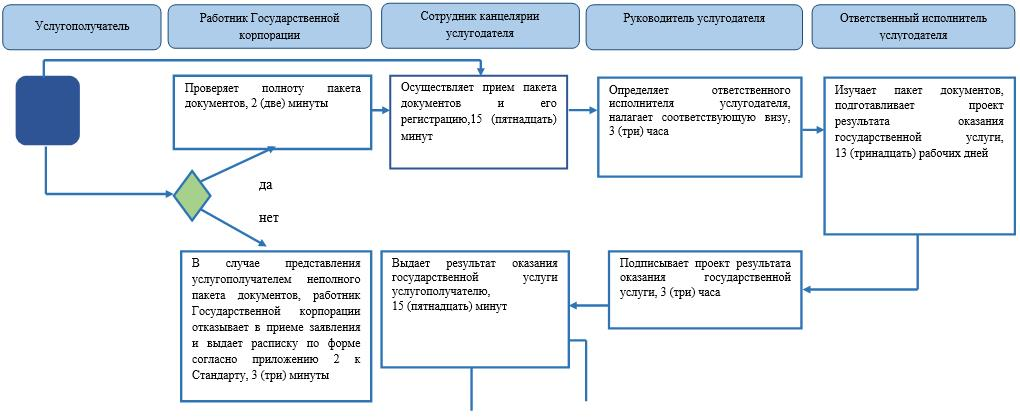 Услугополучатель
Работник Государственной
корпорации
Сотрудник канцелярии
услугодателя
Руководитель услугодателя
Ответственный исполнитель
услугодателя
Проверяет полноту пакета
документов, 2 (две) минуты
Осуществляет прием пакета
документов и его
регистрацию,15 (пятнадцать)
минут
Определяет ответственного
исполнителя услугодателя,
налагает соответствующую визу,
3 (три) часа
Изучает пакет документов,
подготавливает проект
результата оказания
государственной услуги,
13 (тринадцать) рабочих дней
да
нет
В случае представления
услугополучателем неполного
пакета документов, работник
Государственной корпорации
отказывает в приеме заявления
и выдает расписку по форме
согласно приложению 2 к
Стандарту, 3 (три) минуты
Выдает результат оказания
государственной услуги
услугополучателю,
15 (пятнадцать) минут
Подписывает проект результата
оказания государственной
услуги, 3 (три) часа